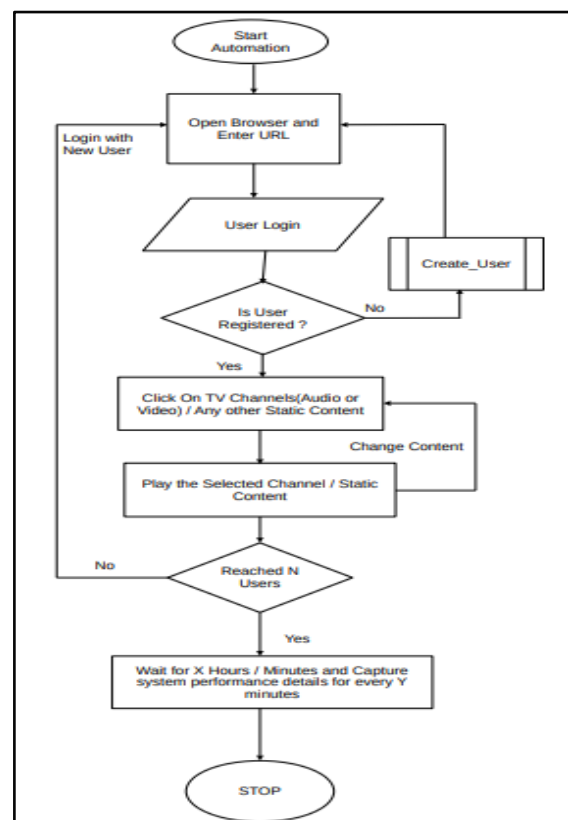 Start
Automation
Open Browser and
Enter URL
Login with
New User
User Login
Create_User
Is User
Registered ?
No
Yes
Click On TV Channels(Audio or
Video) / Any other Static Content
Change Content
Play the Selected Channel / Static
Content
Reached N
Users
No
Yes
Wait for X Hours / Minutes and Capture
system performance details for every Y
minutes
STOP